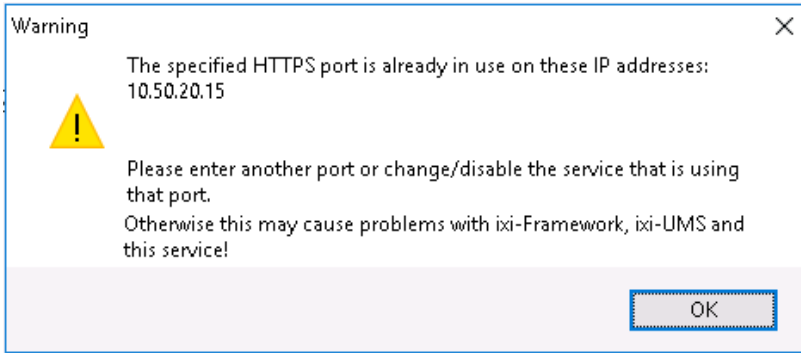 Warning
The specified HTTPS port is already in use on these IP addresses:
10.50.20.15
Please enter another port or change/disable the service that is using
that port.
Otherwise this may cause problems with ixi-Framework, ixi-UMS and
this service!
OK